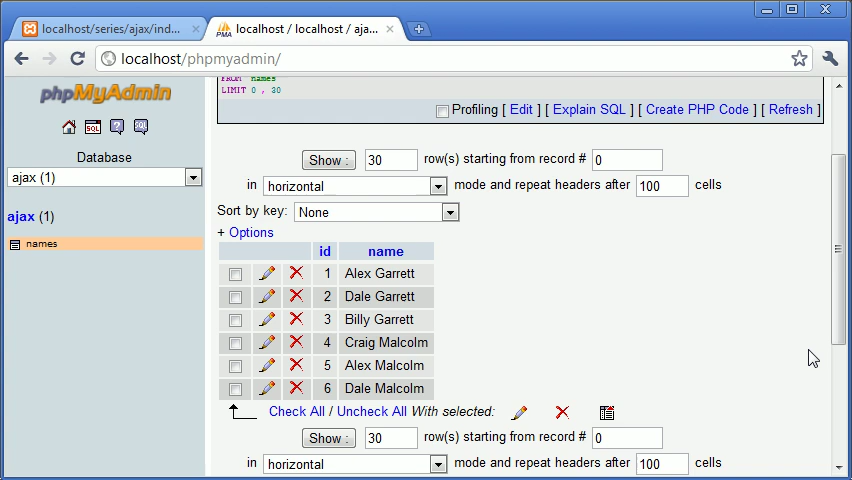 localhost/series/ajax/ind...
localhost / localhost / aja...
localhost/phpmyadmin/
phpMyAdmin
Database
ajax (1)
ajax (1)
names
FROM `names`
LIMIT 0 , 30
Profiling [ Edit ] [ Explain SQL ] [ Create PHP Code ] [ Refresh ]
Show : 30 row(s) starting from record # 0
in horizontal mode and repeat headers after 100 cells
Sort by key: None
+ Options
id name
1 Alex Garrett
2 Dale Garrett
3 Billy Garrett
4 Craig Malcolm
5 Alex Malcolm
6 Dale Malcolm
Check All / Uncheck All With selected:
Show : 30 row(s) starting from record # 0
in horizontal mode and repeat headers after 100 cells